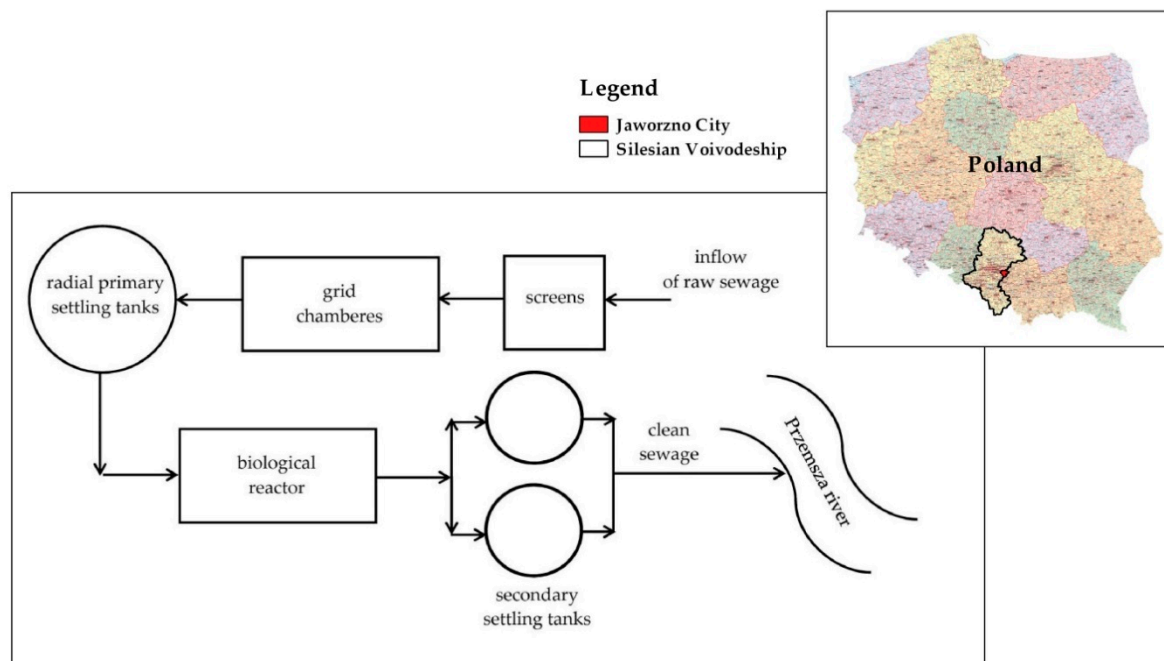 Legend
Jaworzno City
Silesian Voivodeship
Poland
radial primary
settling tanks
grid
chamberes
screens
inflow
of raw sewage
biological
reactor
secondary
settling tanks
clean
sewage
Przemsza river